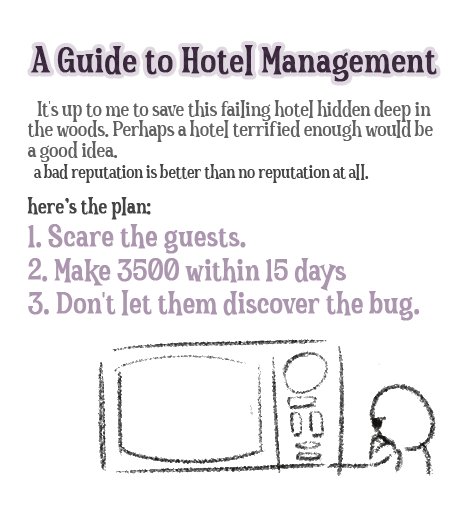 A Guide to Hotel Management
It's up to me to save this failing hotel hidden deep in
the woods. Perhaps a hotel terrified enough would be
a good idea.
a bad reputation is better than no reputation at all.
here's the plan:
1. Scare the guests.
2. Make 3500 within 15 days
3. Don't let them discover the bug.